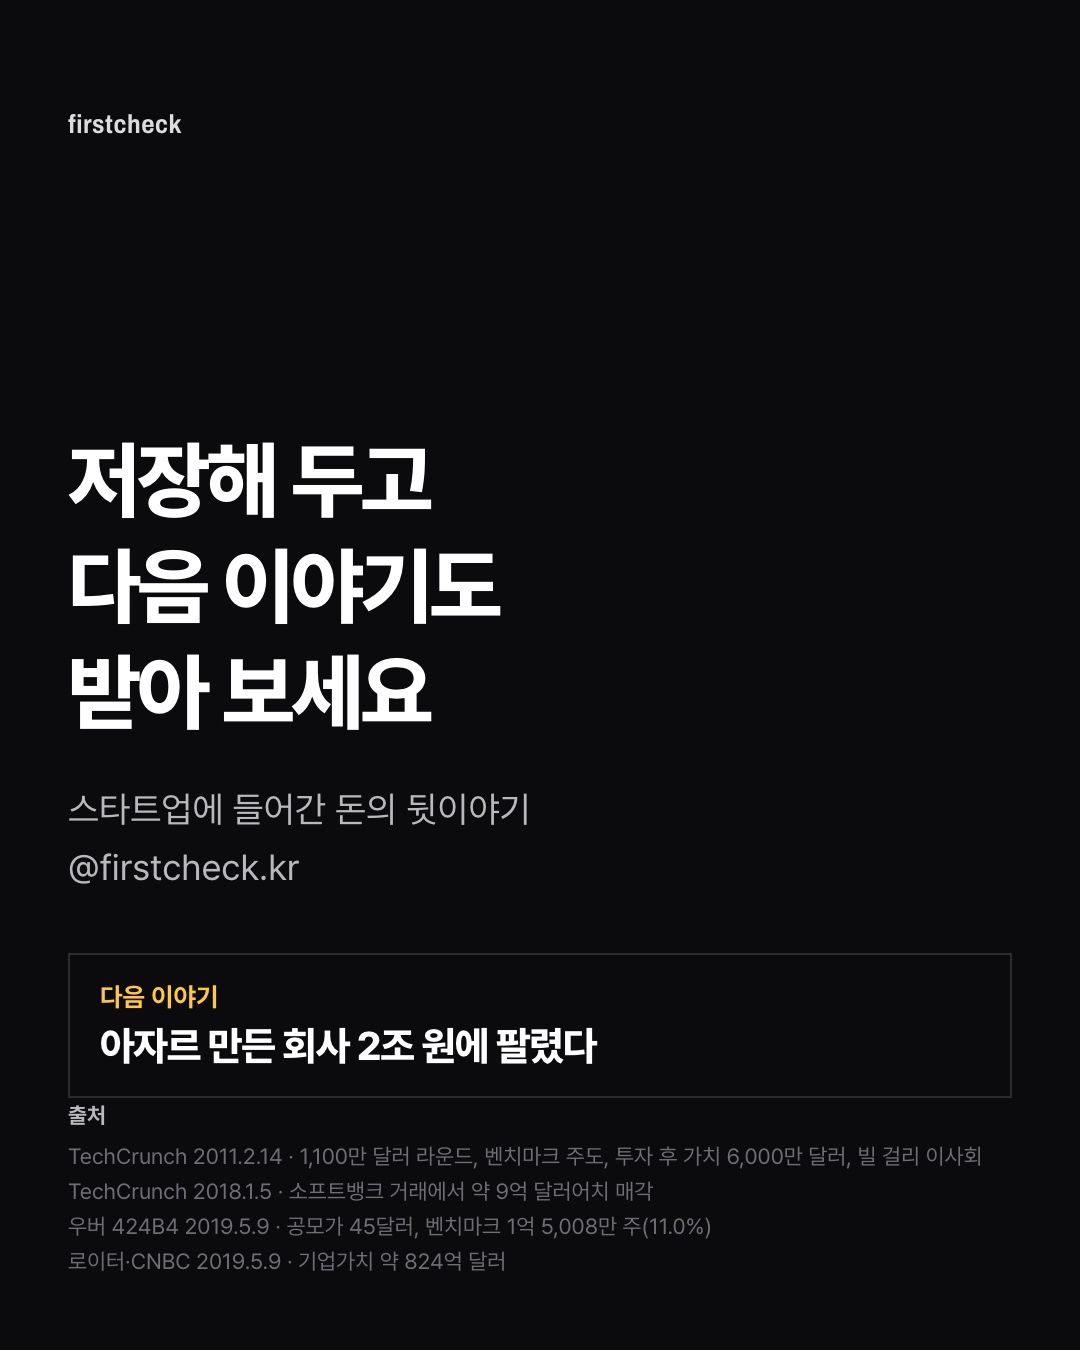 firstcheck
저장해 두고
다음 이야기도
받아 보세요
스타트업에 들어간 돈의 뒷이야기
@firstcheck.kr
다음 이야기
아자르 만든 회사 2조 원에 팔렸다
출처
TechCrunch 2011.2.14 · 1,100만 달러 라운드, 벤치마크 주도, 투자 후 가치 6,000만 달러, 빌 걸리 이사회
TechCrunch 2018.1.5 · 소프트뱅크 거래에서 약 9억 달러어치 매각
우버 424B4 2019.5.9 · 공모가 45달러, 벤치마크 1억 5,008만 주(11.0%)
로이터·CNBC 2019.5.9 · 기업가치 약 824억 달러